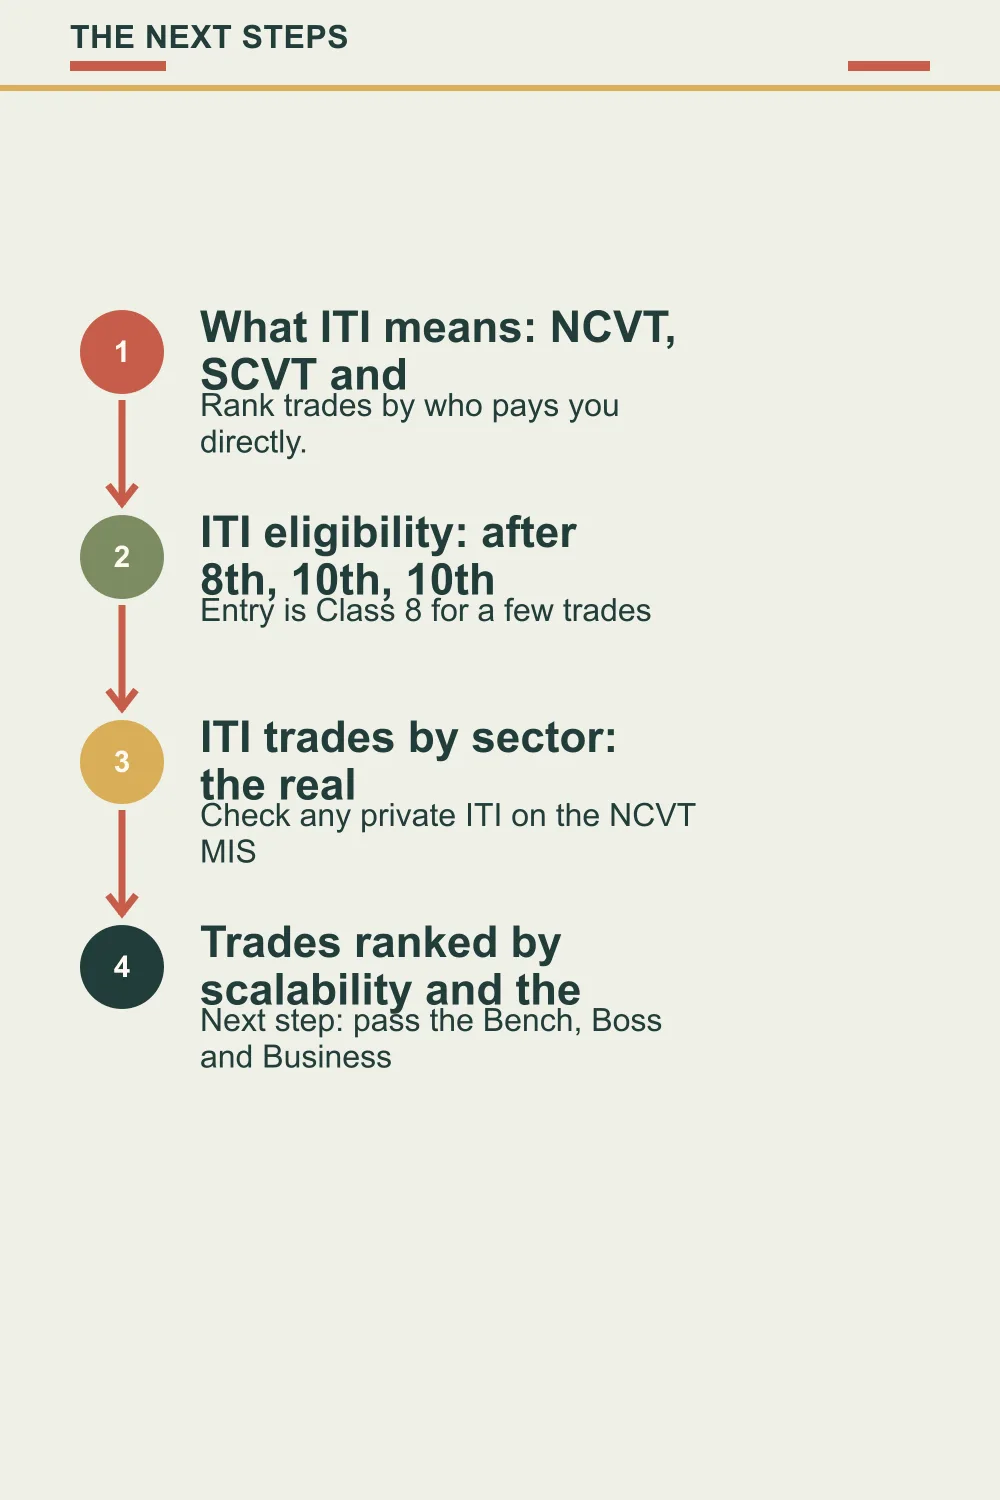 THE NEXT STEPS
1
What ITI means: NCVT,
SCVT and
Rank trades by who pays you
directly.
2
ITI eligibility: after
8th, 10th, 10th
Entry is Class 8 for a few trades
3
ITI trades by sector:
the real
Check any private ITI on the NCVT
MIS
4
Trades ranked by
scalability and the
Next step: pass the Bench, Boss
and Business